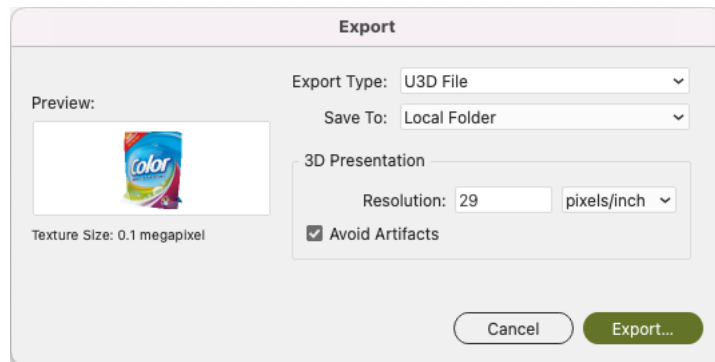 Export
Export Type: U3D File
Save To: Local Folder
Preview:
Color
Texture Size: 0.1 megapixel
3D Presentation
Resolution: 29 pixels/inch
Avoid Artifacts
Cancel Export...